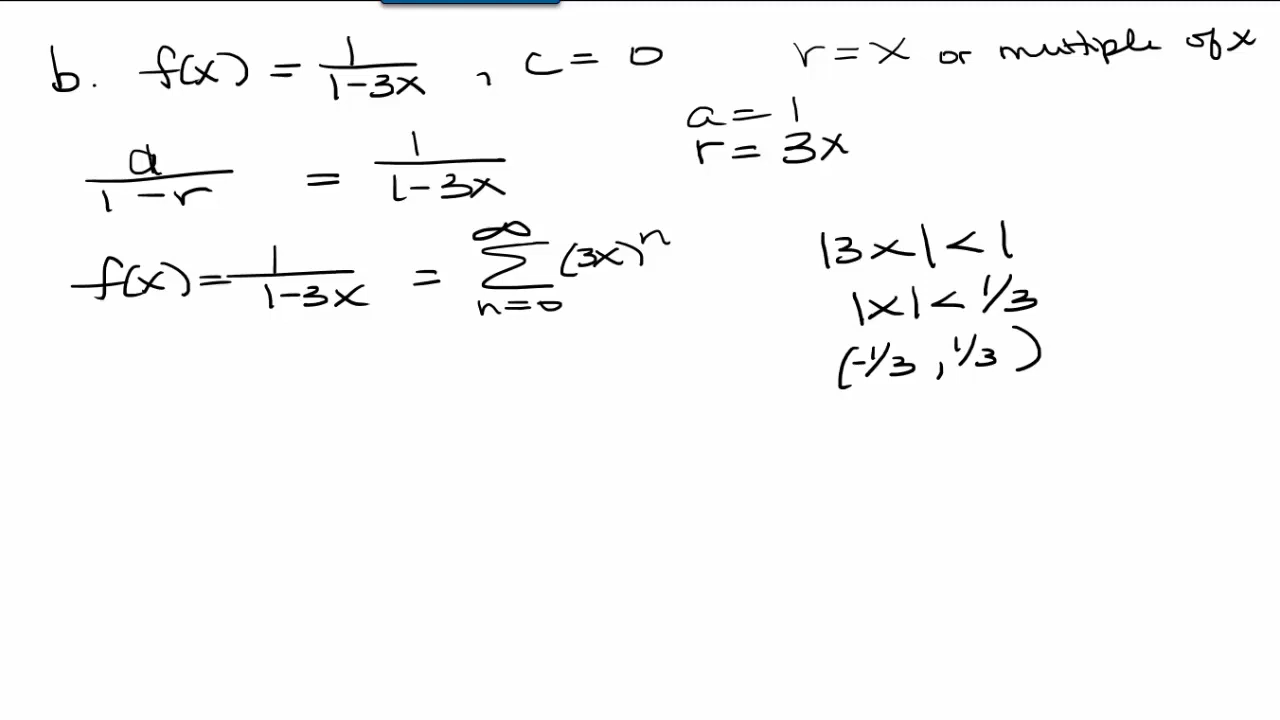 b. f(x) = 1/(1-3x) , c = 0
r = x or multiple of x
a = 1
r = 3x
a/(1-r) = 1/(1-3x)
f(x) = 1/(1-3x) = ∑_{n=0}^{∞} (3x)^n
|3x| < 1
|x| < 1/3
(-1/3, 1/3)